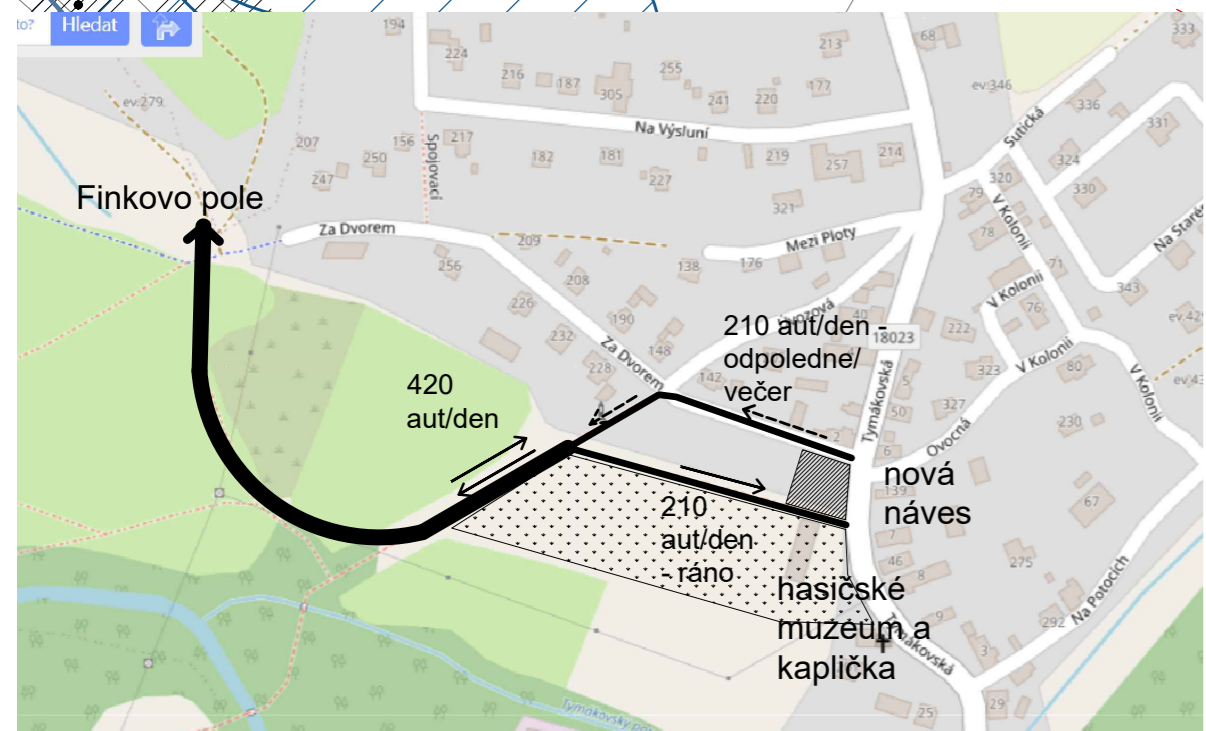 to?
Hledat
194
224
216
187
305
255
241
220
177
213
68
333
ev.346
336
331
324
330
Sutická
ev.279
207
250
156
217
247
Spojovací
Na Výsluní
182
181
227
219
257
214
321
320
79
78
V Kolonii
Na Staré
343
71
Finkovo pole
Za Dvorem
209
256
208
138
176
Mezi Ploty
226
190
232
148
Za Dvorem
228
142
210 aut/den -
odpoledne/
večer
40
18023
222
V Kolonii
76
V Kolonii
323
80
V Kolonii
Tymákovská
5
50
327
Ovocná
230
2
6
420
aut/den
nová
náves
139
67
210
aut/den
- ráno
7
46
8
275
hasičské
muzeum a
kaplička
9
Tymákovská
3
292
Na Potocích
25
29